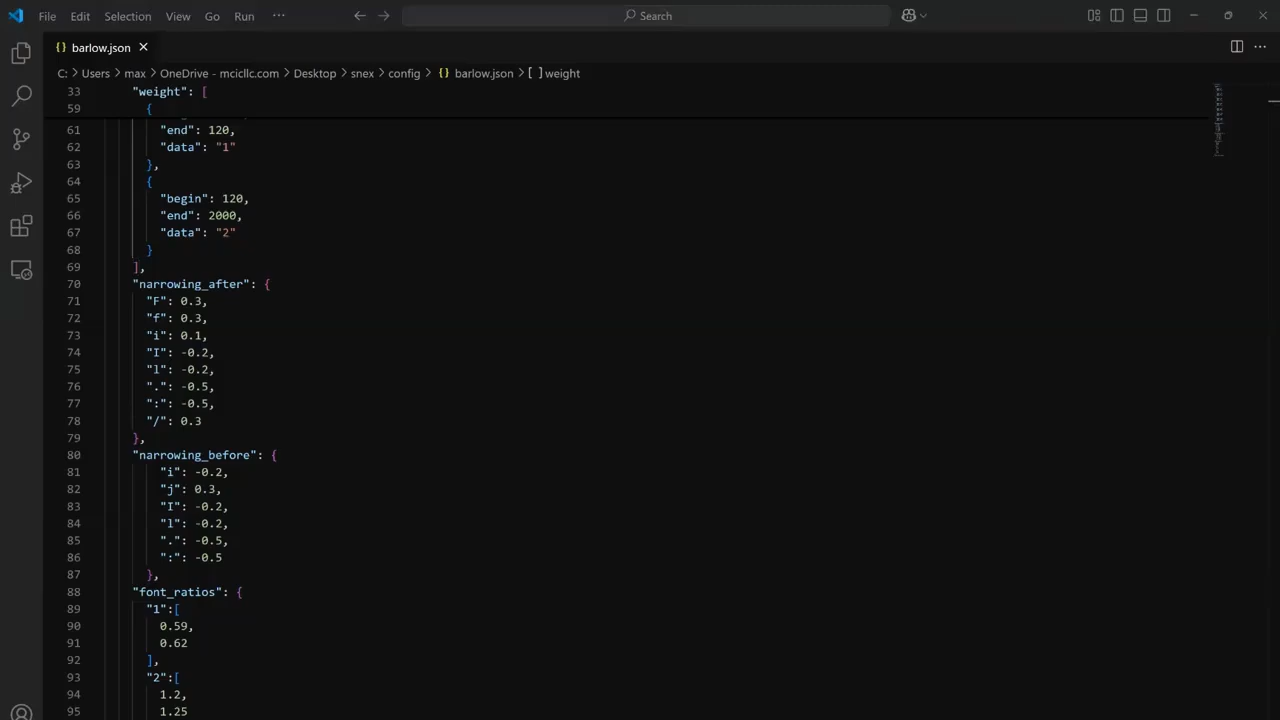 File Edit Selection View Go Run ···
Search
{} barlow.json
C: > Users > max > OneDrive - mcicllc.com > Desktop > snex > config > {} barlow.json > [ ] weight
33 "weight": [
59 {
61 "end": 120,
62 "data": "1"
63 },
64 {
65 "begin": 120,
66 "end": 2000,
67 "data": "2"
68 }
69 ],
70 "narrowing_after": {
71 "F": 0.3,
72 "f": 0.3,
73 "i": 0.1,
74 "I": -0.2,
75 "l": -0.2,
76 ".": -0.5,
77 ":": -0.5,
78 "/": 0.3
79 },
80 "narrowing_before": {
81 "i": -0.2,
82 "j": 0.3,
83 "I": -0.2,
84 "l": -0.2,
85 ".": -0.5,
86 ":": -0.5
87 },
88 "font_ratios": {
89 "1":[
90 0.59,
91 0.62
92 ],
93 "2":[
94 1.2,
95 1.25